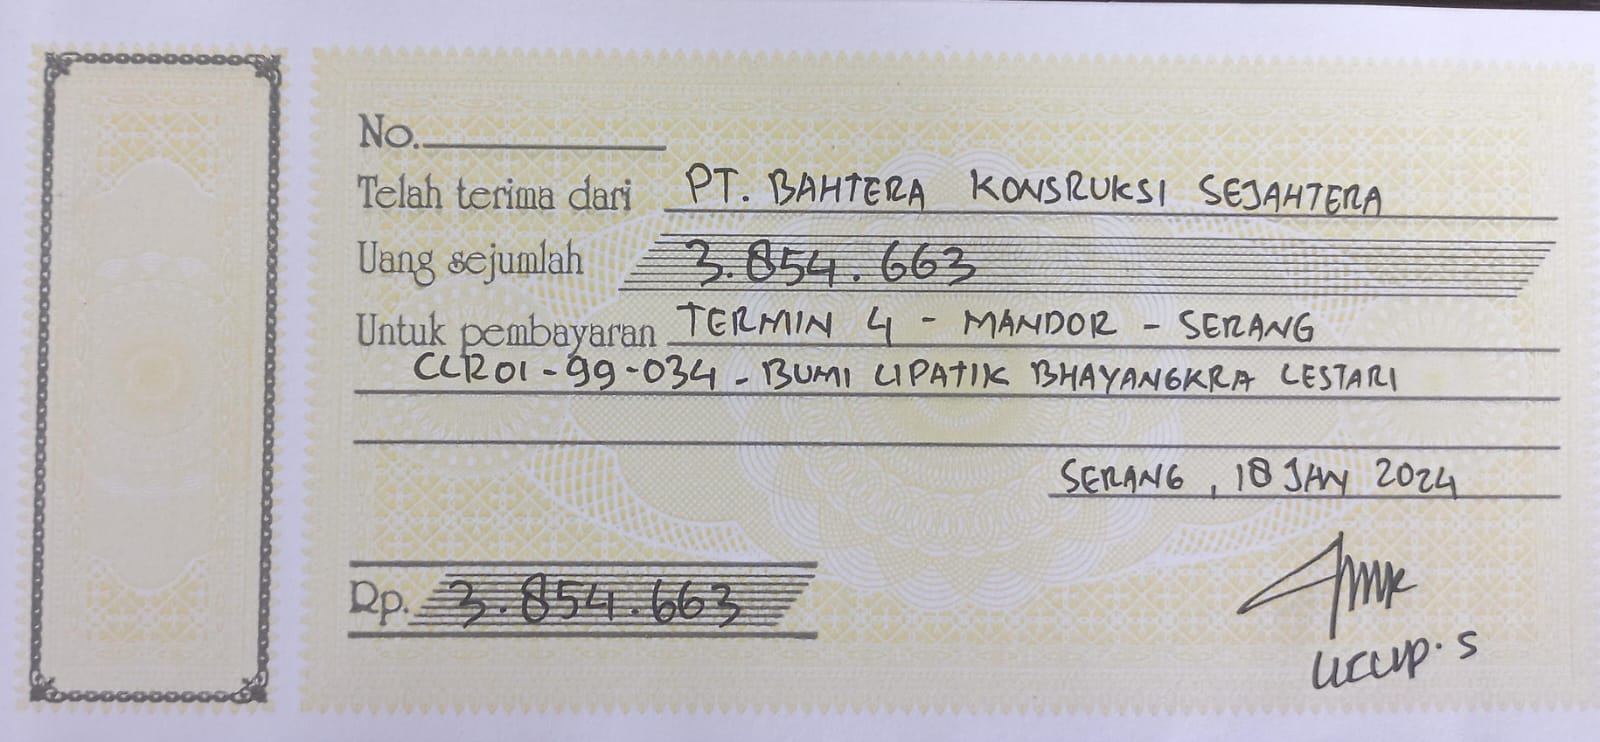 No.
Telah terima dari PT. BAHTERA KONSRUKSI SEJAHTERA
Uang sejumlah 3.854.663
Untuk pembayaran TERMIN 4 - MANDOR - SERANG
CLR01-99-034 - BUMI LIPATIK BHAYANGKRA LESTARI
SERANG, 18 JAN 2024
Rp. 3.854.663
UCUP.S